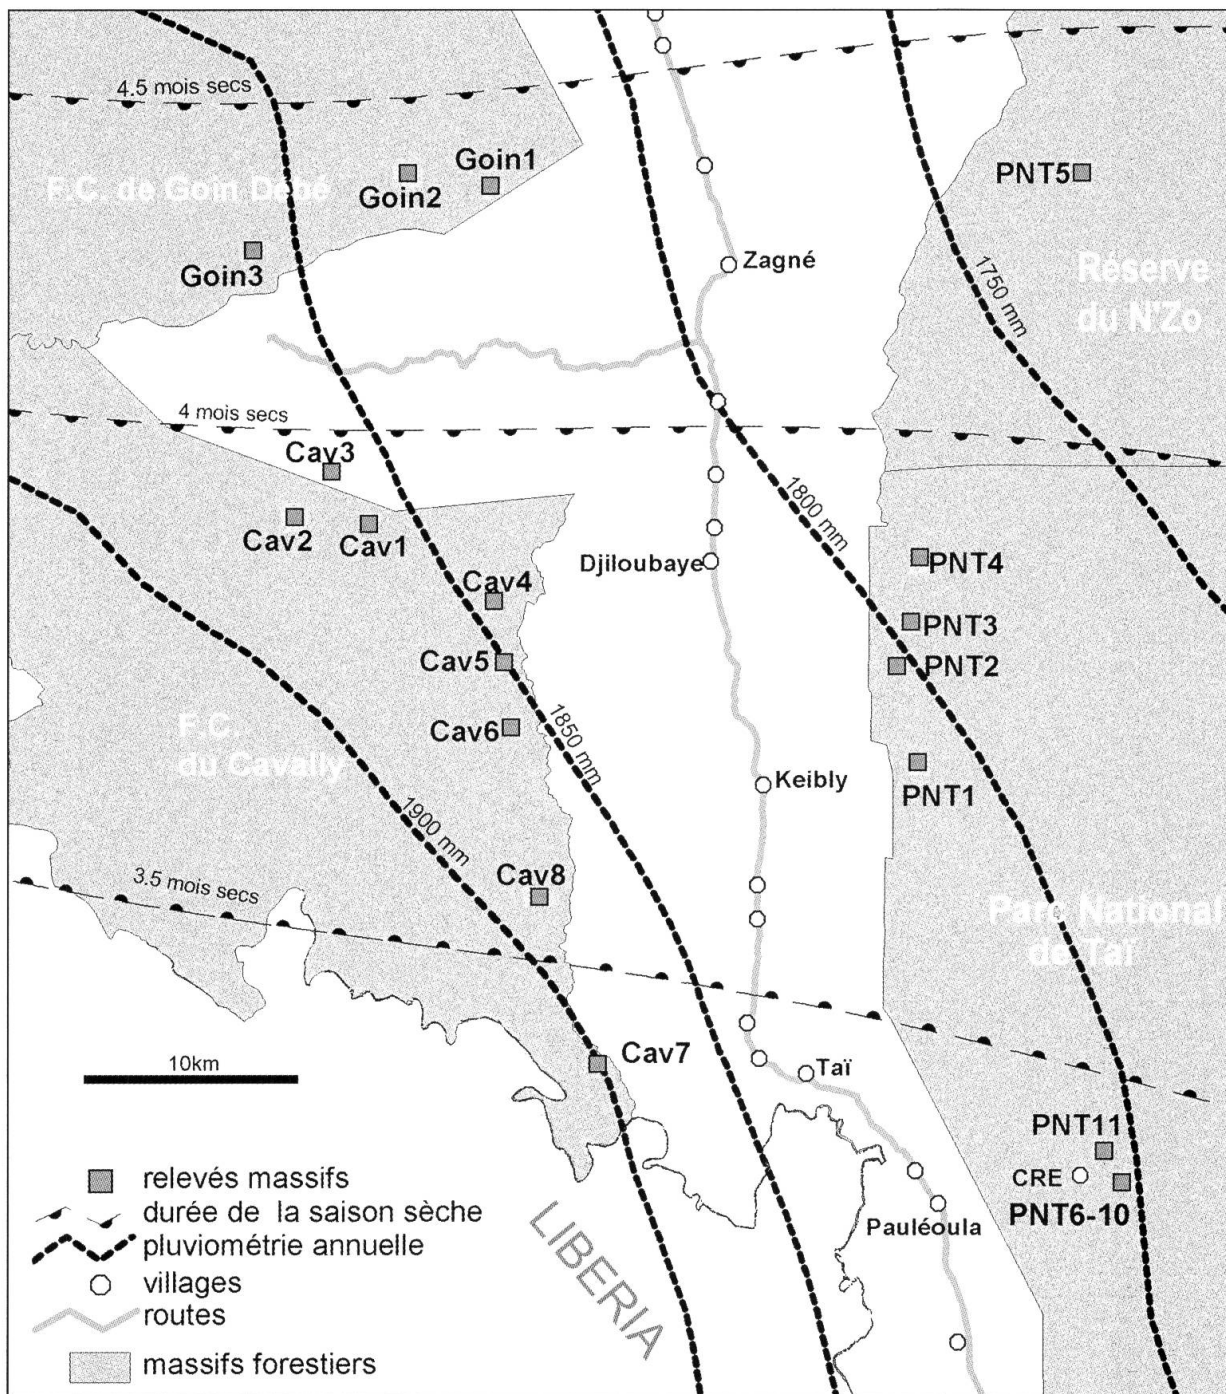 4.5 mois secs
Goin1
Goin2
F.C. de Goin Débé
PNT5
Goin3
Zagné
Réserve
du N'Zo
1750 mm
4 mois secs
Cav3
1800 mm
Cav2
Cav1
Djiloubaye
PNT4
Cav4
PNT3
Cav5
PNT2
1850 mm
F.C.
du Cavally
Cav6
Keibly
PNT1
1900 mm
3.5 mois secs
Cav8
Parc National
de Taï
Cav7
Taï
10km
PNT11
CRE
PNT6-10
Pauléoula
LIBERIA
relevés massifs
durée de la saison sèche
pluviométrie annuelle
villages
routes
massifs forestiers